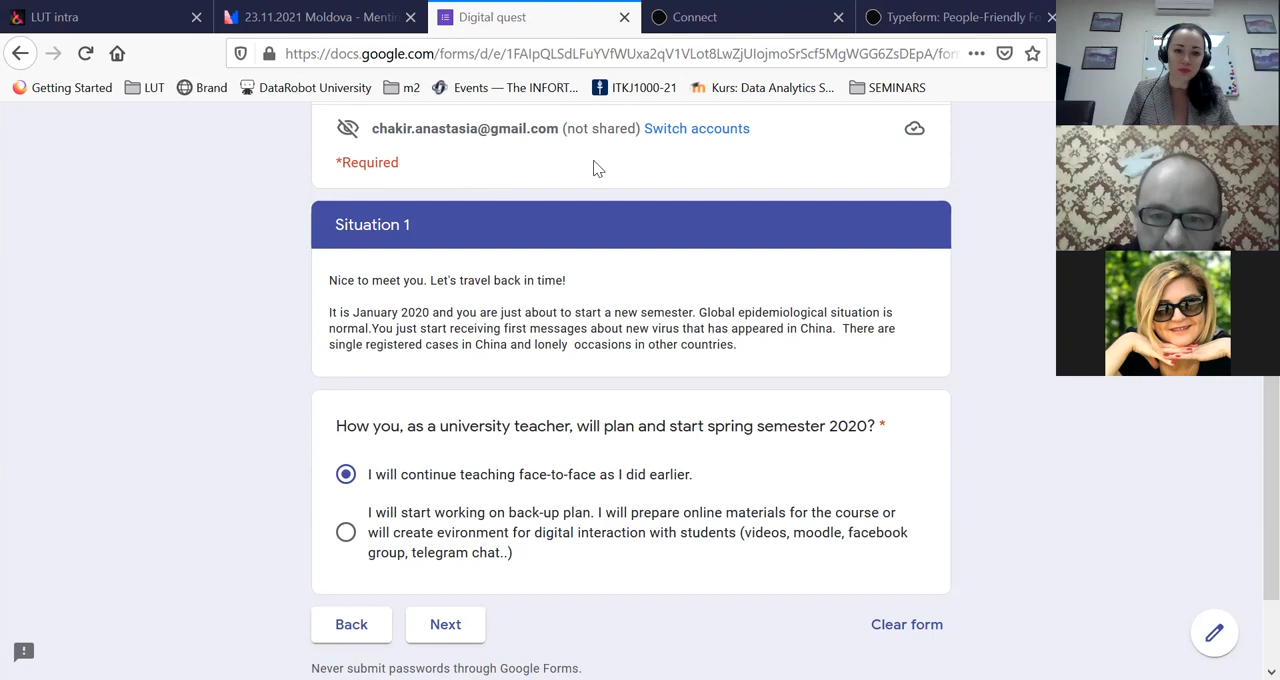 LUT intra
23.11.2021 Moldova - Mentin
Digital quest
Connect
Typeform: People-Friendly Fo
https://docs.google.com/forms/d/e/1FAIpQLSdLFuYVfWUxa2qV1VLot8LwZjUIojmoSrScf5MgWGG6ZsDEpA/for
Getting Started
LUT
Brand
DataRobot University
m2
Events — The INFORT...
ITKJ1000-21
Kurs: Data Analytics S...
SEMINARS
chakir.anastasia@gmail.com (not shared) Switch accounts
*Required
Situation 1
Nice to meet you. Let's travel back in time!
It is January 2020 and you are just about to start a new semester. Global epidemiological situation is
normal.You just start receiving first messages about new virus that has appeared in China.  There are
single registered cases in China and lonely  occasions in other countries.
How you, as a university teacher, will plan and start spring semester 2020? *
I will continue teaching face-to-face as I did earlier.
I will start working on back-up plan. I will prepare online materials for the course or
will create evironment for digital interaction with students (videos, moodle, facebook
group, telegram chat..)
Back
Next
Clear form
Never submit passwords through Google Forms.